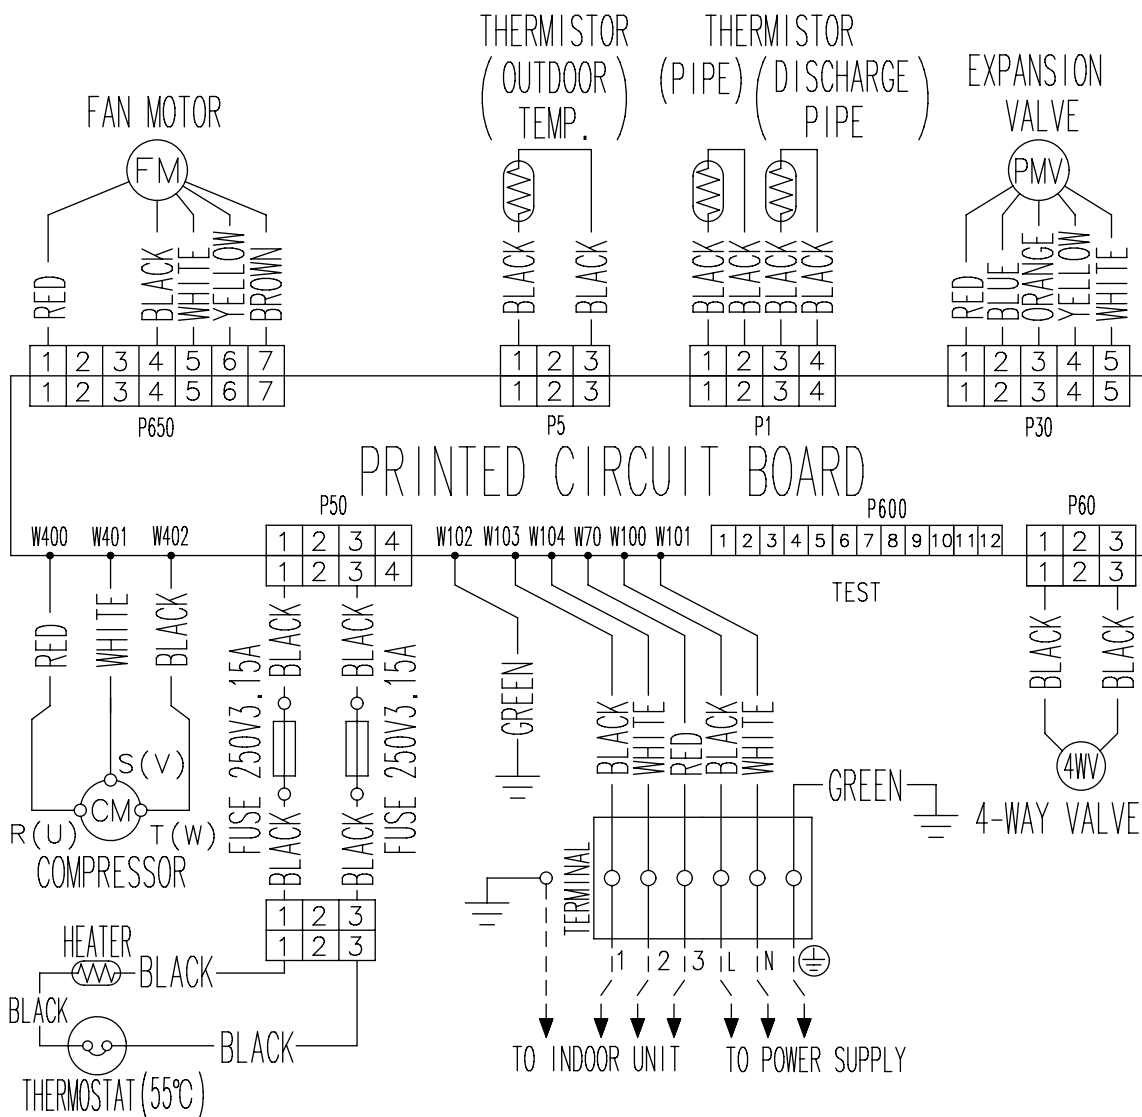 THERMISTOR
(OUTDOOR
TEMP.)
THERMISTOR
(PIPE) (DISCHARGE
PIPE)
EXPANSION
VALVE
FAN MOTOR
FM
PMV
RED BLACK WHITE YELLOW BROWN
BLACK BLACK
BLACK BLACK BLACK BLACK
RED BLUE ORANGE YELLOW WHITE
1 2 3 4 5 6 7
1 2 3
1 2 3 4
1 2 3 4 5
1 2 3 4 5 6 7
1 2 3
1 2 3 4
1 2 3 4 5
P650
P5
P1
P30
PRINTED CIRCUIT BOARD
P50
P600
P60
W400 W401 W402
1 2 3 4
W102 W103 W104 W70 W100 W101
1 2 3 4 5 6 7 8 9 10 11 12
1 2 3
1 2 3 4
1 2 3
TEST
RED WHITE BLACK
BLACK BLACK
FUSE 250V3.15A
FUSE 250V3.15A
GREEN
BLACK WHITE RED BLACK WHITE
BLACK BLACK
S(V)
CM
R(U) T(W)
COMPRESSOR
4WV
4-WAY VALVE
GREEN
BLACK BLACK
TERMINAL
1 2 3
1 2 3
HEATER
BLACK
BLACK
BLACK
THERMOSTAT(55℃)
1 2 3 L N
TO INDOOR UNIT
TO POWER SUPPLY